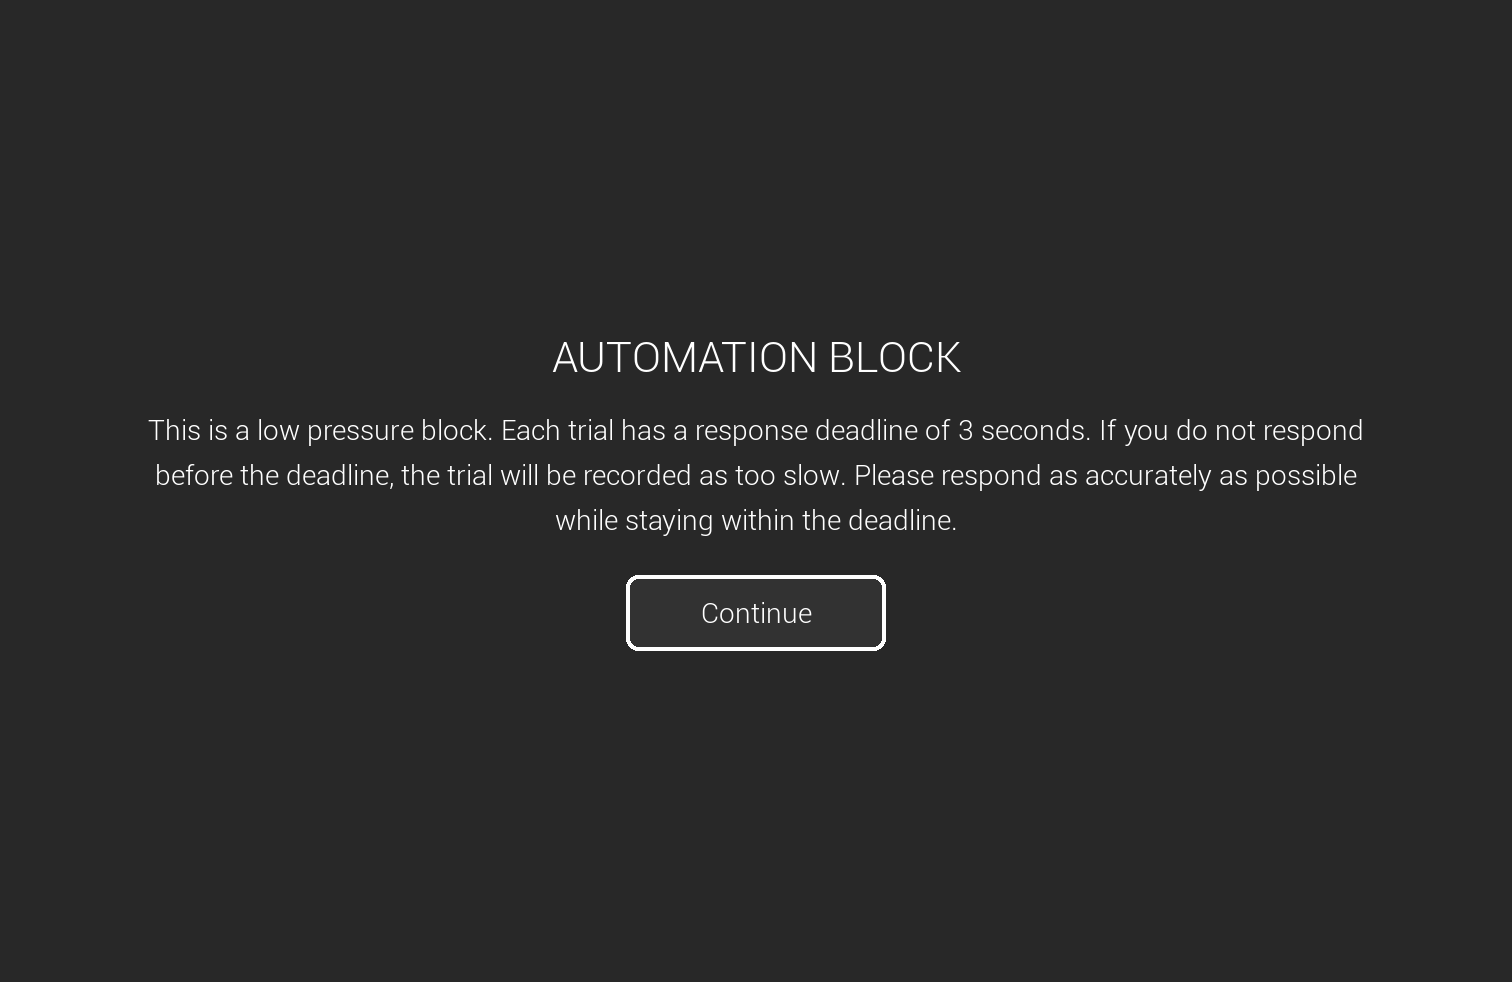 AUTOMATION BLOCK
This is a low pressure block. Each trial has a response deadline of 3 seconds. If you do not respond
before the deadline, the trial will be recorded as too slow. Please respond as accurately as possible
while staying within the deadline.
Continue